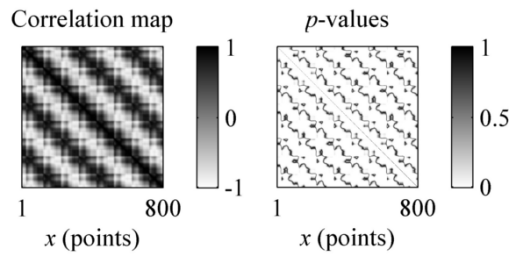 Correlation map
1
0
-1
1
800
x (points)
p-values
1
0.5
0
1
800
x (points)